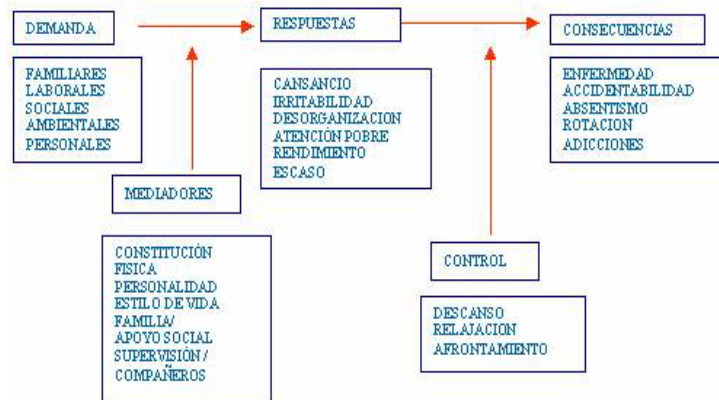 DEMANDA
FAMILIARES
LABORALES
SOCIALES
AMBIENTALES
PERSONALES
RESPUESTAS
CANSANCIO
IRRITABILIDAD
DESORGANIZACION
ATENCIÓN POBRE
RENDIMIENTO
ESCASO
CONSECUENCIAS
ENFERMEDAD
ACCIDENTABILIDAD
ABSENTISMO
ROTACION
ADICCIONES
MEDIADORES
CONSTITUCIÓN
FISICA
PERSONALIDAD
ESTILO DE VIDA
FAMILIA/
APOYO SOCIAL
SUPERVISIÓN /
COMPAÑEROS
CONTROL
DESCANSO
RELAJACION
AFRONTAMIENTO